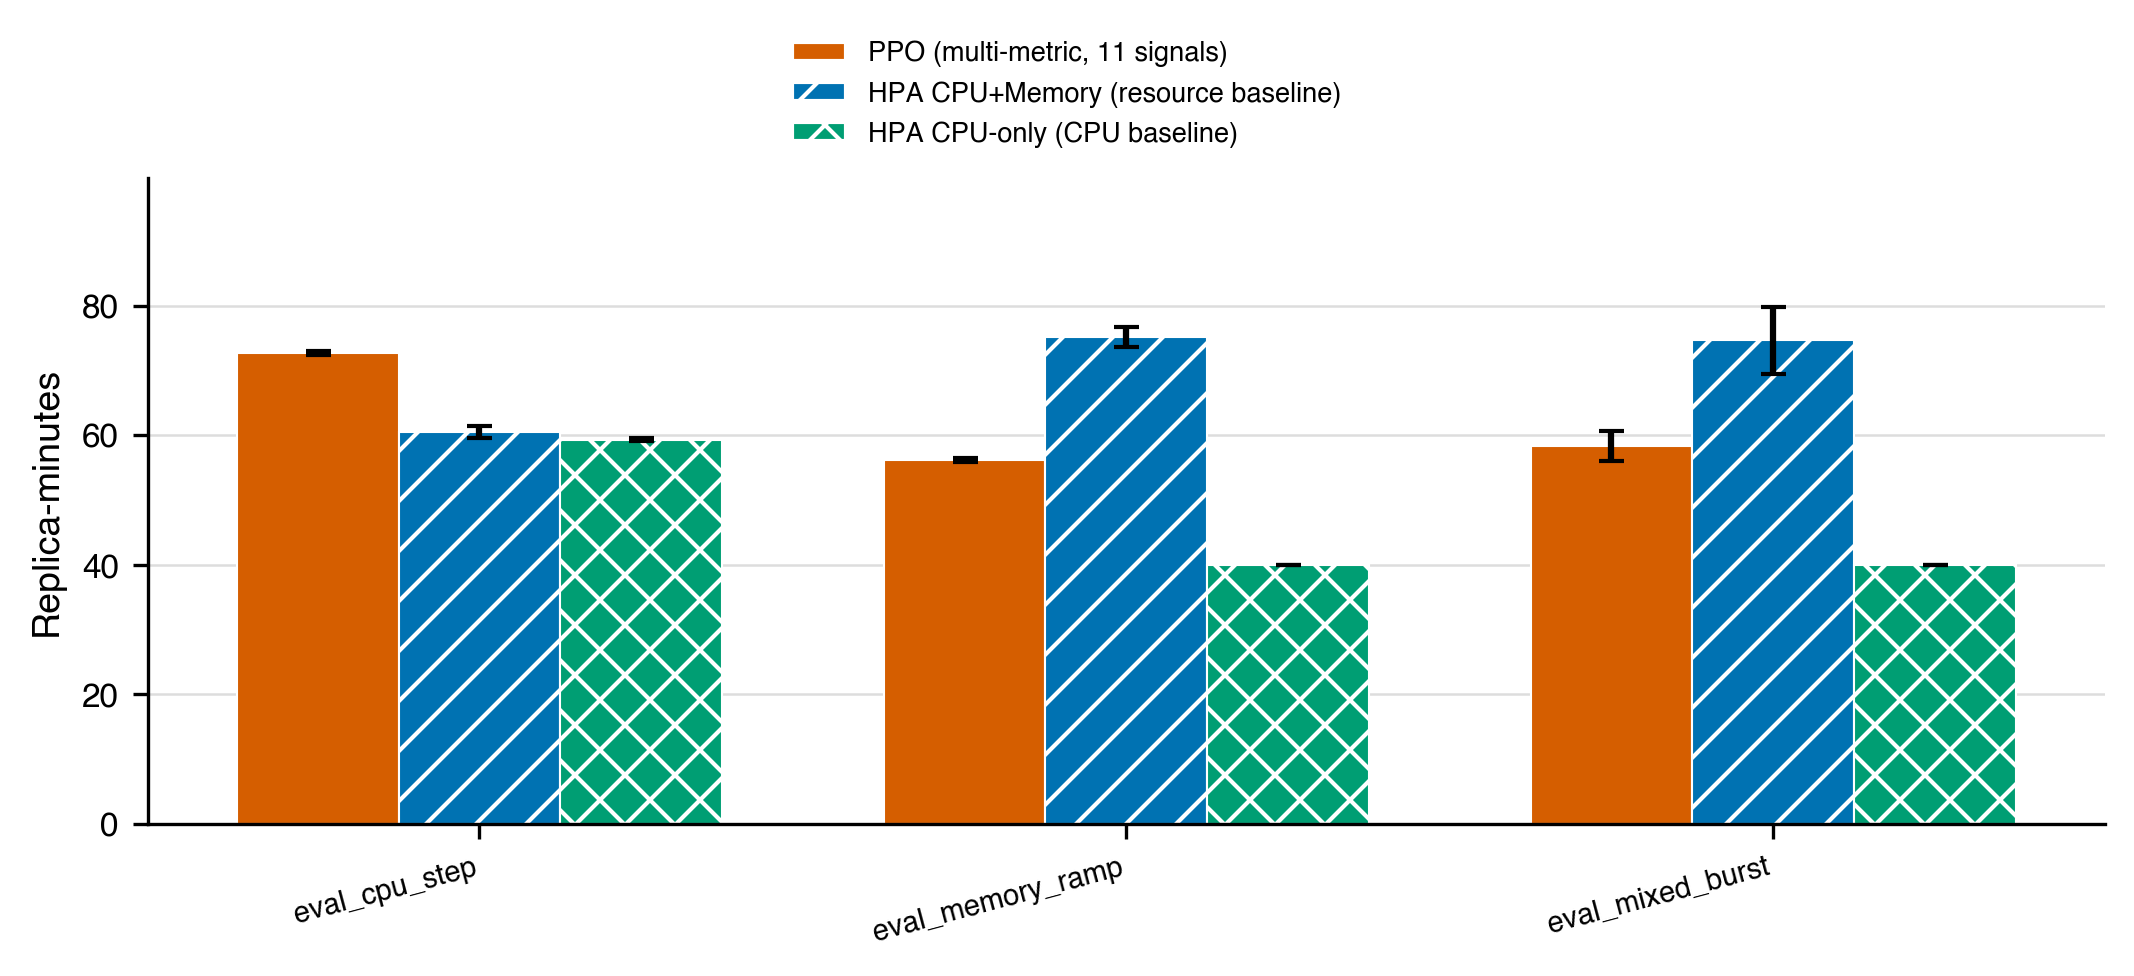 PPO (multi-metric, 11 signals)
HPA CPU+Memory (resource baseline)
HPA CPU-only (CPU baseline)
Replica-minutes
80
60
40
20
0
eval_cpu_step
eval_memory_ramp
eval_mixed_burst